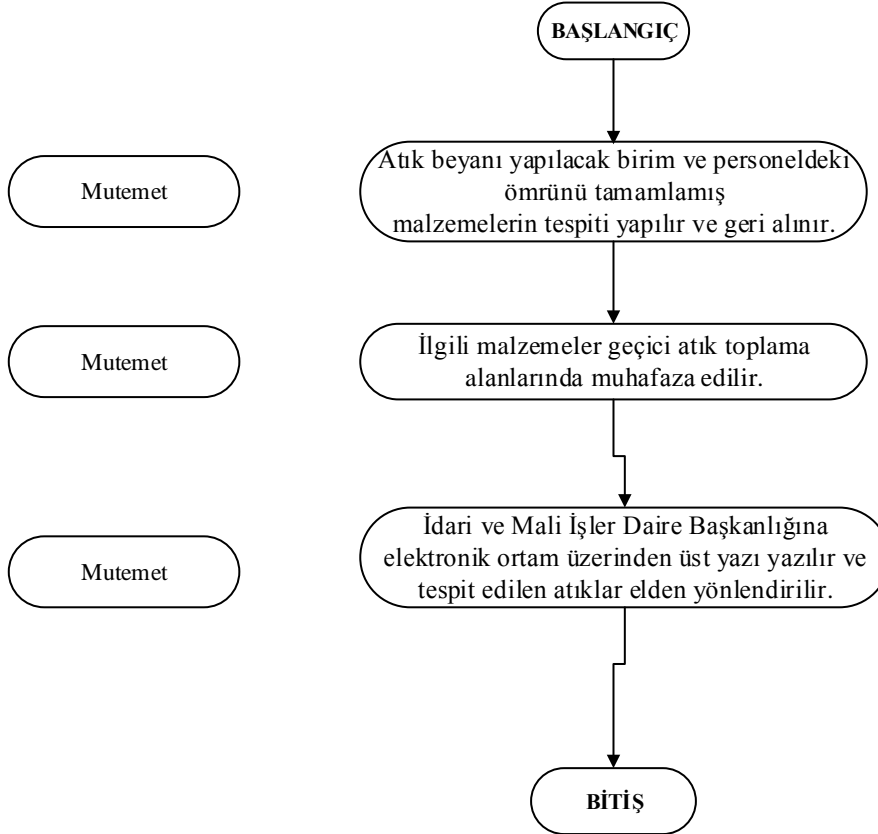 BAŞLANGIÇ
Mutemet
Atık beyanı yapılacak birim ve personeldeki
ömrünü tamamlamış
malzemelerin tespiti yapılır ve geri alınır.
Mutemet
İlgili malzemeler geçici atık toplama
alanlarında muhafaza edilir.
Mutemet
İdari ve Mali İşler Daire Başkanlığına
elektronik ortam üzerinden üst yazı yazılır ve
tespit edilen atıklar elden yönlendirilir.
BİTİŞ